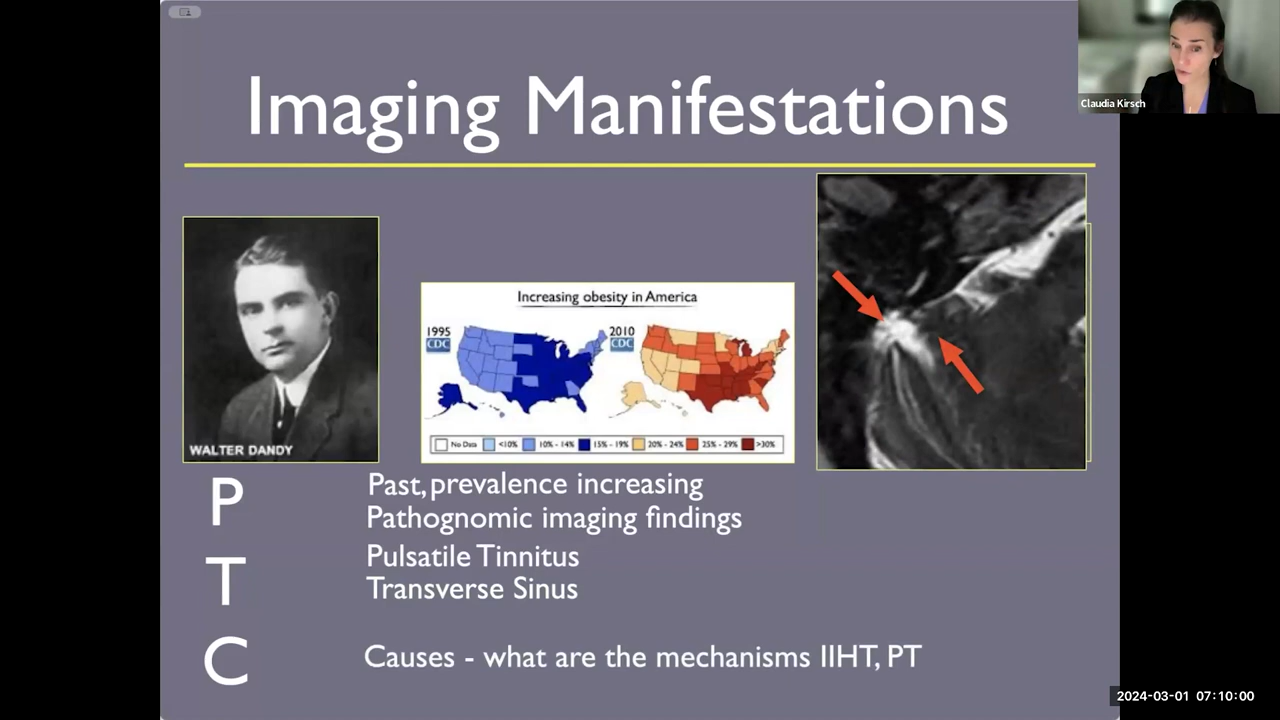 Imaging Manifestations
Claudia Kirsch
WALTER DANDY
Increasing obesity in America
1995
CDC
2010
CDC
No Data <10% 10% - 14% 15% - 19% 20% - 24% 25% - 29% >30%
P
Past, prevalence increasing
Pathognomic imaging findings
T
Pulsatile Tinnitus
Transverse Sinus
C
Causes - what are the mechanisms IIHT, PT
2024-03-01 07:10:00